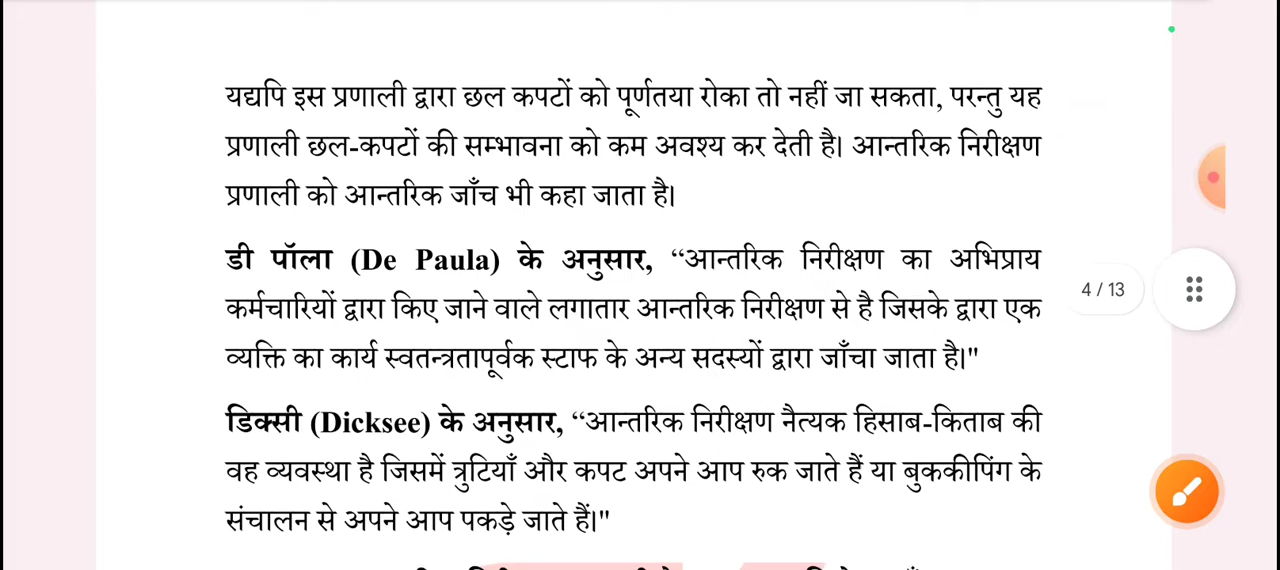 यद्यपि इस प्रणाली द्वारा छल कपटों को पूर्णतया रोका तो नहीं जा सकता, परन्तु यह
प्रणाली छल-कपटों की सम्भावना को कम अवश्य कर देती है। आन्तरिक निरीक्षण
प्रणाली को आन्तरिक जाँच भी कहा जाता है।
डी पॉला (De Paula) के अनुसार, “आन्तरिक निरीक्षण का अभिप्राय
कर्मचारियों द्वारा किए जाने वाले लगातार आन्तरिक निरीक्षण से है जिसके द्वारा एक
व्यक्ति का कार्य स्वतन्त्रतापूर्वक स्टाफ के अन्य सदस्यों द्वारा जाँचा जाता है।"
डिक्सी (Dicksee) के अनुसार, “आन्तरिक निरीक्षण नैत्यक हिसाब-किताब की
वह व्यवस्था है जिसमें त्रुटियाँ और कपट अपने आप रुक जाते हैं या बुककीपिंग के
संचालन से अपने आप पकड़े जाते हैं।"
4 / 13